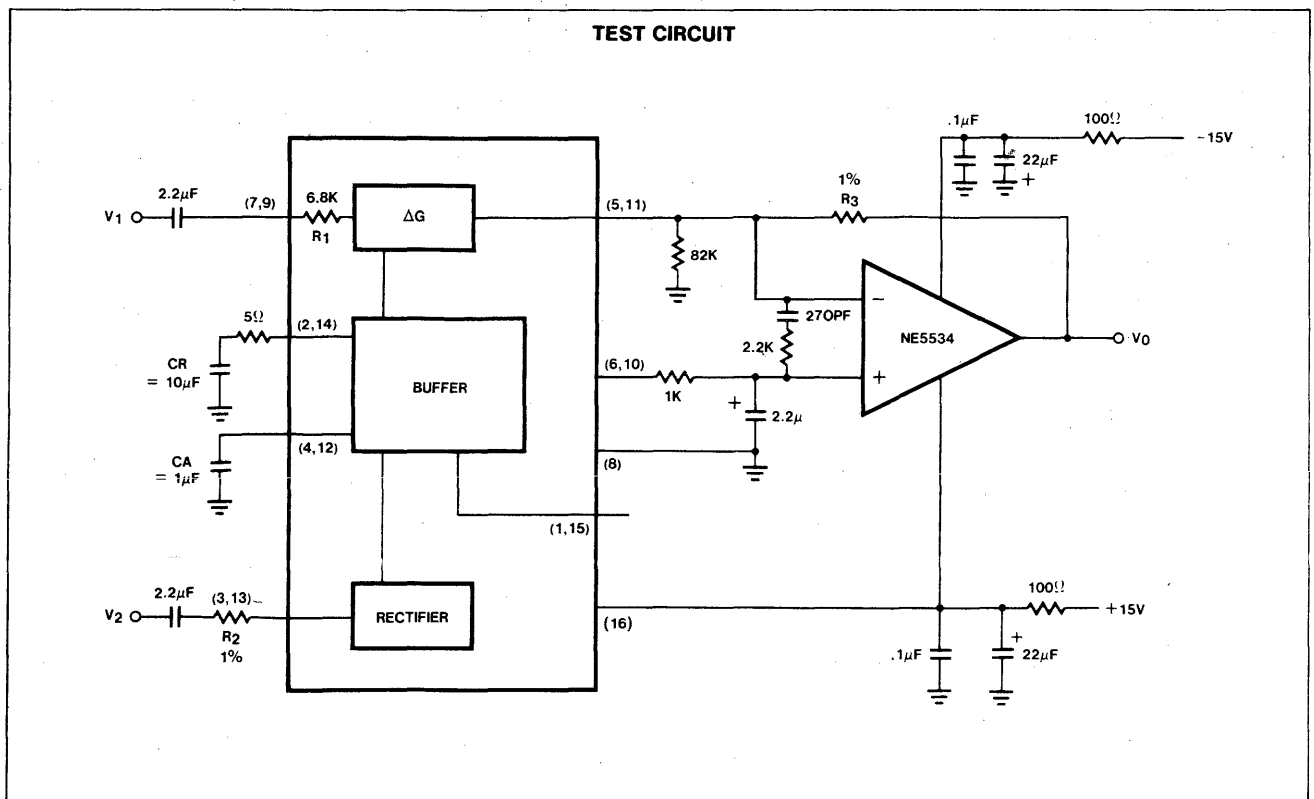 TEST CIRCUIT
.1μF
100Ω
-15V
22μF
+
2.2μF
V1
(7,9)
6.8K
R1
ΔG
(5,11)
1%
R3
82K
5Ω
(2,14)
CR
= 10μF
BUFFER
270PF
2.2K
-
+
NE5534
V0
(6,10)
1K
+
2.2μ
(4,12)
CA
= 1μF
(8)
(1,15)
2.2μF
(3,13)
V2
R2
1%
RECTIFIER
(16)
100Ω
+15V
.1μF
+
22μF